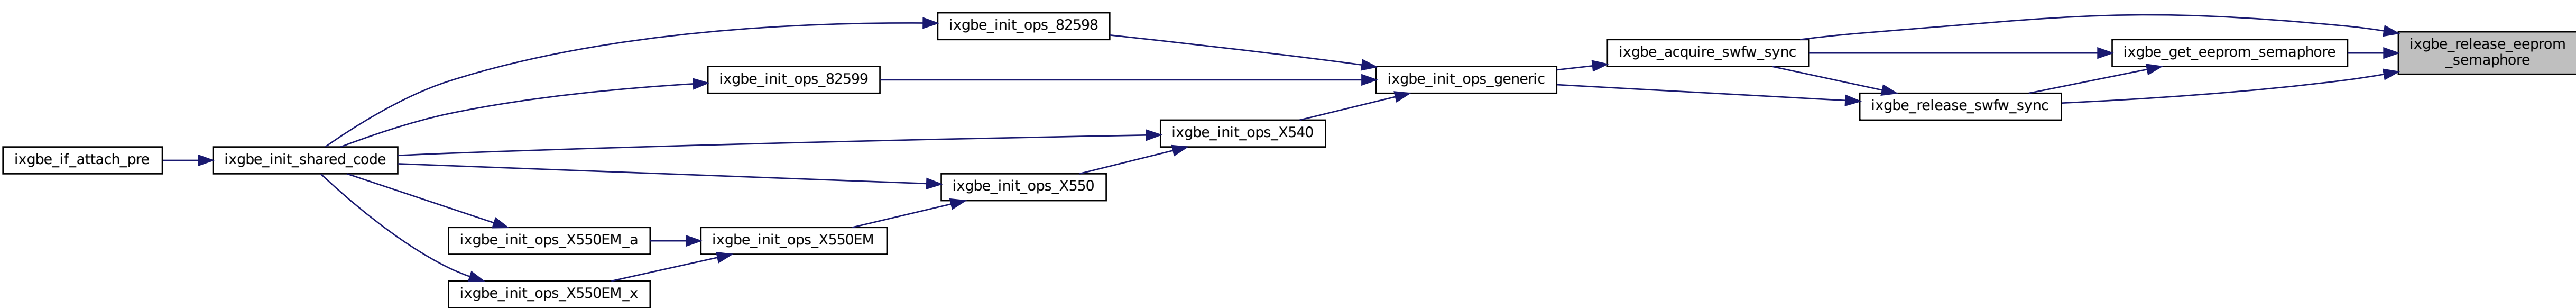 ixgbe_init_ops_82598
ixgbe_release_eeprom
_semaphore
ixgbe_acquire_swfw_sync
ixgbe_get_eeprom_semaphore
ixgbe_init_ops_82599
ixgbe_init_ops_generic
ixgbe_release_swfw_sync
ixgbe_init_ops_X540
ixgbe_if_attach_pre
ixgbe_init_shared_code
ixgbe_init_ops_X550
ixgbe_init_ops_X550EM_a
ixgbe_init_ops_X550EM
ixgbe_init_ops_X550EM_x